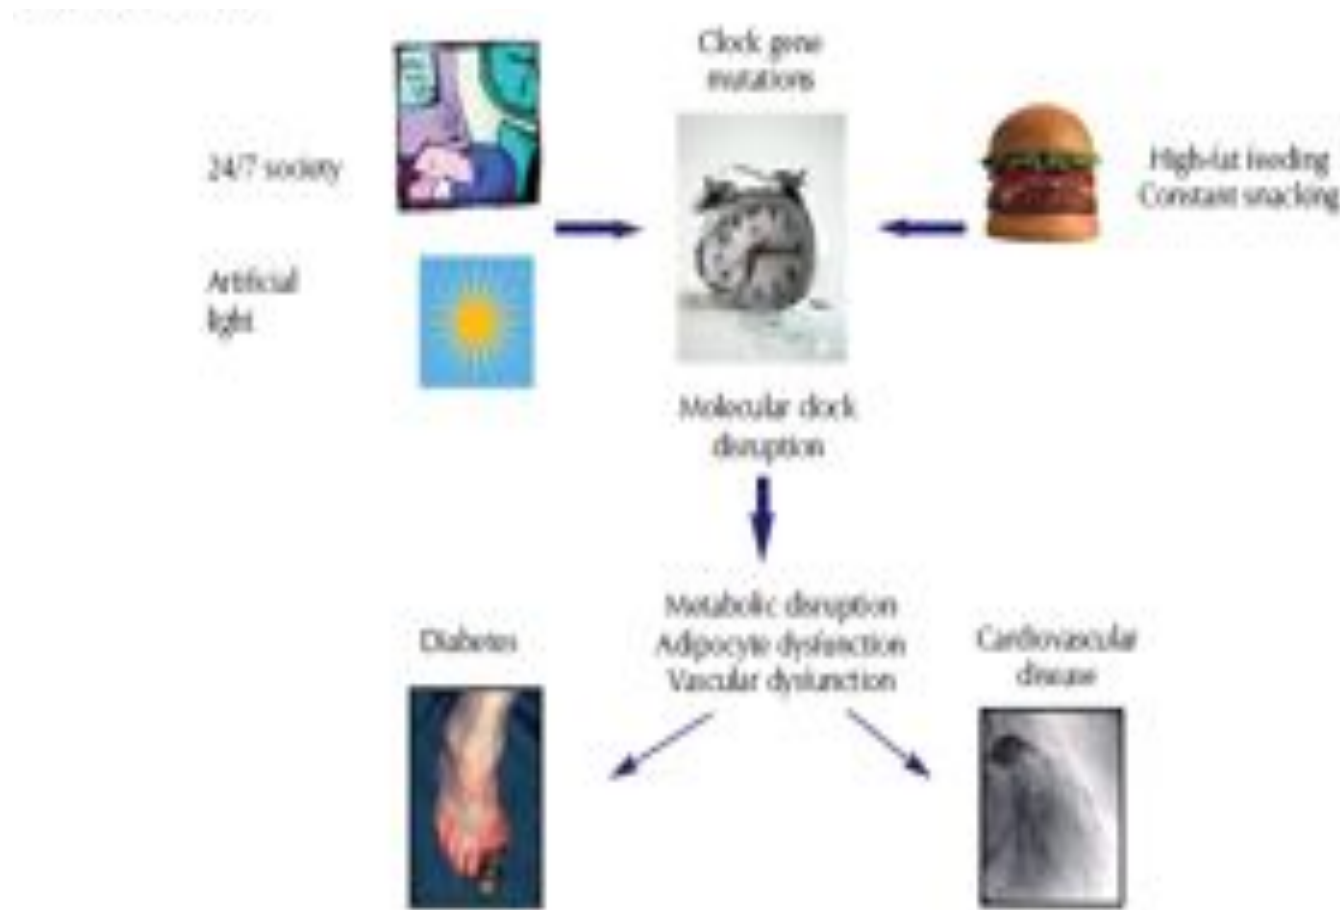 Clock gene
mutations
24/7 society
High-fat feeding
Constant snacking
Artificial
light
Molecular clock
disruption
Metabolic disruption
Adipocyte dysfunction
Vascular dysfunction
Diabetes
Cardiovascular
disease